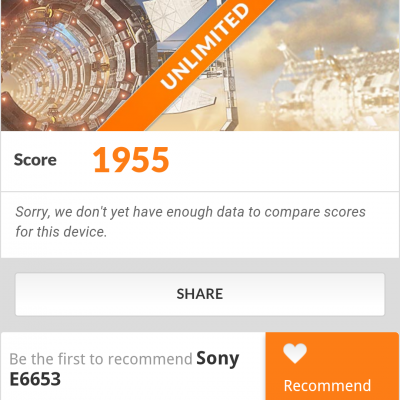 UNLIMITED
Score 1955
Sorry, we don't yet have enough data to compare scores
for this device.
SHARE
Be the first to recommend Sony
E6653
Recommend